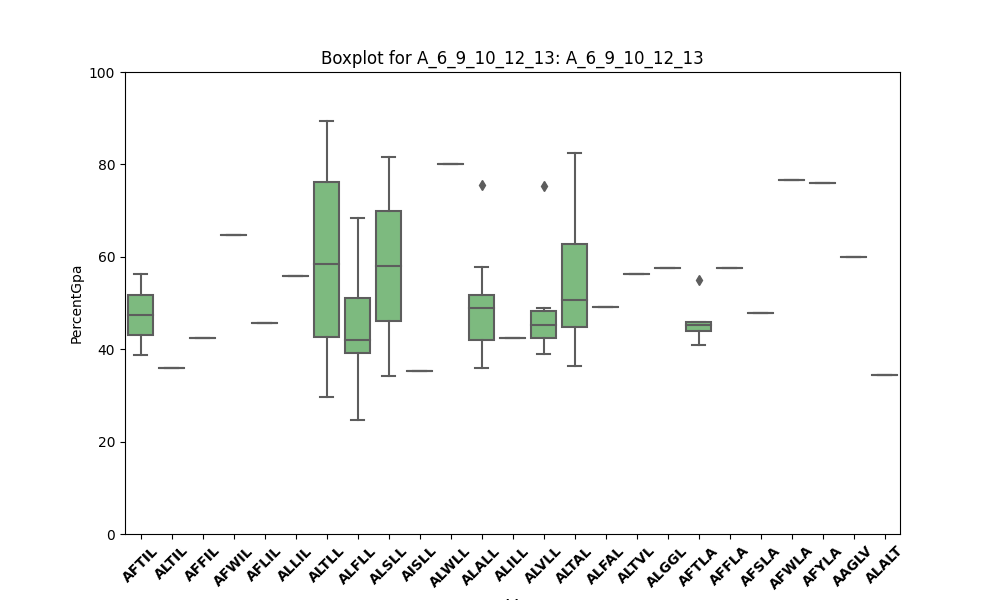 Boxplot for A_6_9_10_12_13: A_6_9_10_12_13
100
80
60
40
20
0
PercentGpa
AFTIL
ALTIL
AFFIL
AFWIL
AFLIL
ALLIL
ALTLL
ALFLL
ALSLL
AISLL
ALWLL
ALALL
ALILL
ALVLL
ALTAL
ALFAL
ALTVL
ALGGL
AFTLA
AFFLA
AFSLA
AFWLA
AFYLA
AAGLV
ALALT